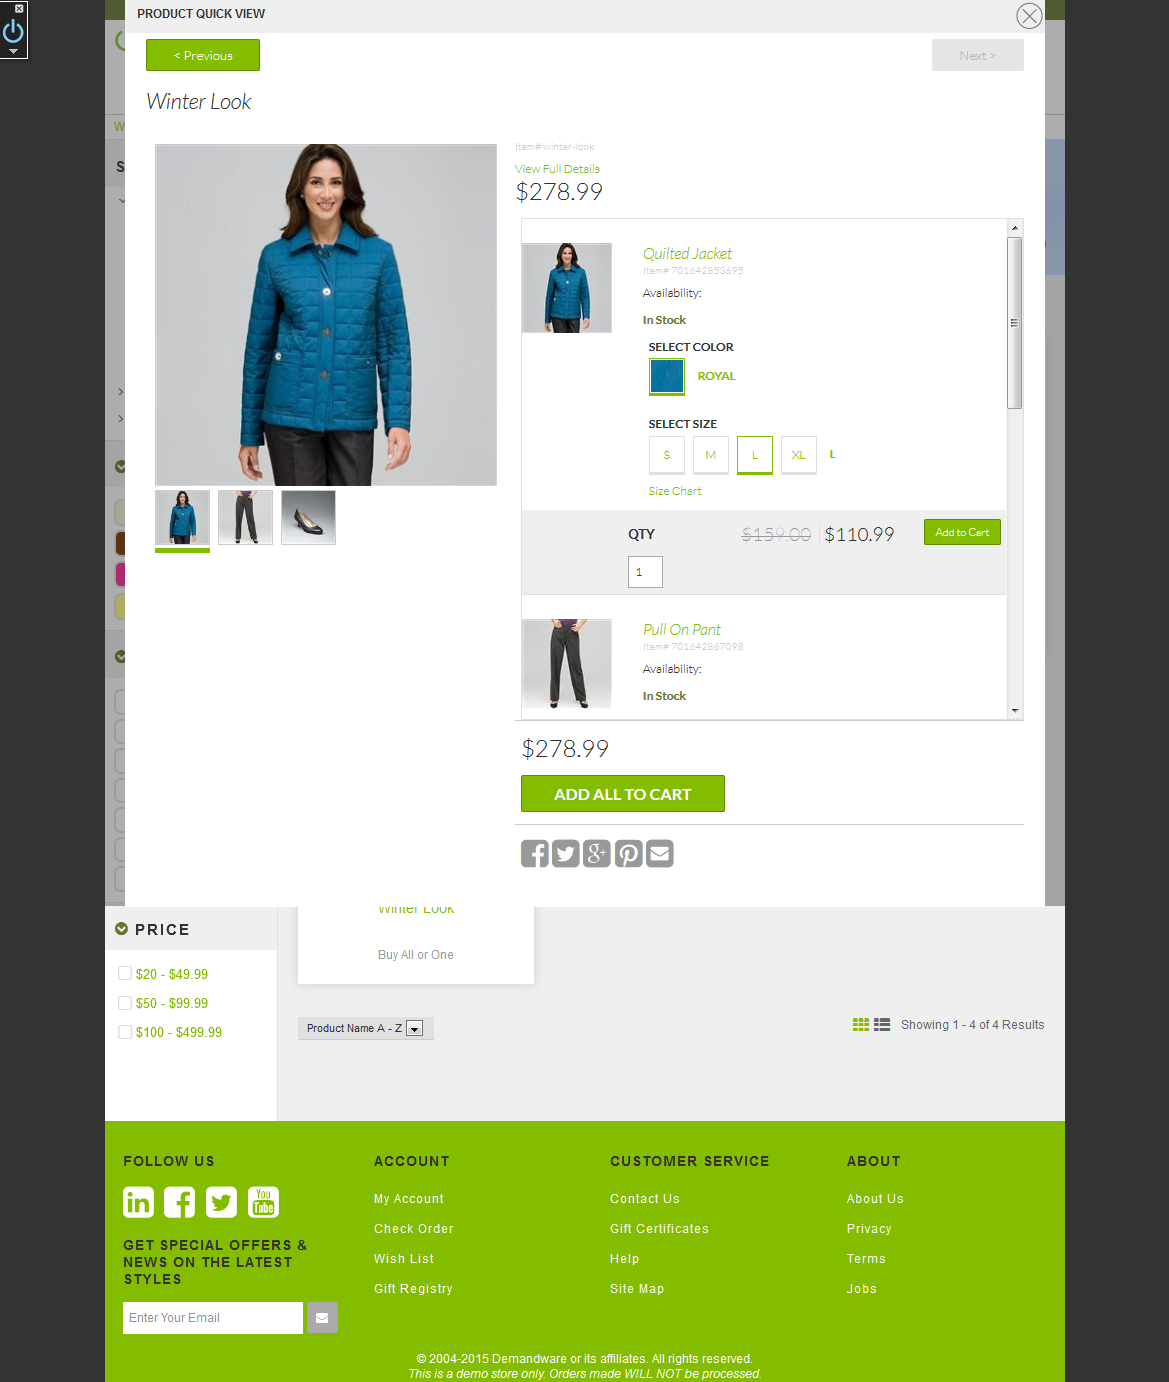 PRODUCT QUICK VIEW
< Previous
Next >
Winter Look
Item# winter-look
View Full Details
$278.99
Quilted Jacket
Item# 701642853695
Availability:
In Stock
SELECT COLOR
ROYAL
SELECT SIZE
S M L XL L
Size Chart
QTY
$159.00 $110.99
Add to Cart
1
Pull On Pant
Item# 701642867098
Availability:
In Stock
$278.99
ADD ALL TO CART
W
S
Winter Look
Buy All or One
PRICE
$20 - $49.99
$50 - $99.99
$100 - $499.99
Product Name A - Z
Showing 1 - 4 of 4 Results
FOLLOW US
in
You
Tube
GET SPECIAL OFFERS &
NEWS ON THE LATEST
STYLES
Enter Your Email
ACCOUNT
My Account
Check Order
Wish List
Gift Registry
CUSTOMER SERVICE
Contact Us
Gift Certificates
Help
Site Map
ABOUT
About Us
Privacy
Terms
Jobs
© 2004-2015 Demandware or its affiliates. All rights reserved.
This is a demo store only. Orders made WILL NOT be processed.